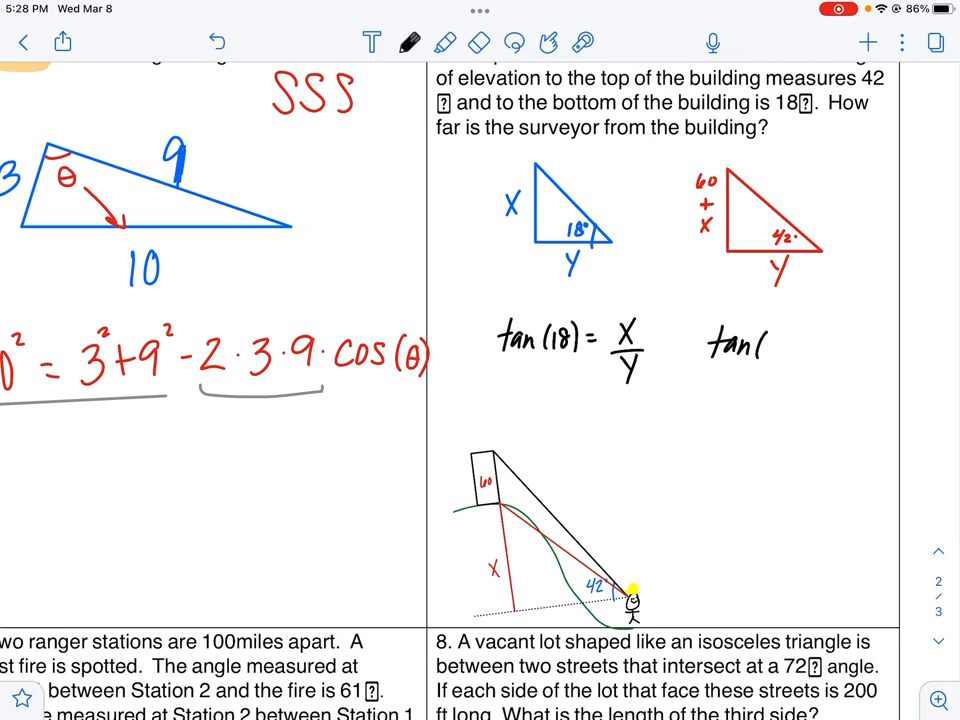 5:28 PM Wed Mar 8
86%
SSS
3
9
θ
10
= 3²+9² - 2·3·9·cos(θ)
of elevation to the top of the building measures 42
and to the bottom of the building is 18. How
far is the surveyor from the building?
X
18°
Y
60
+
X
42°
Y
tan(18) = X/Y
tan(
60
X
42°
wo ranger stations are 100miles apart. A
st fire is spotted. The angle measured at
between Station 2 and the fire is 61.
e measured at Station 2 between Station 1
8. A vacant lot shaped like an isosceles triangle is
between two streets that intersect at a 72 angle.
If each side of the lot that face these streets is 200
ft long. What is the length of the third side?
2
/
3